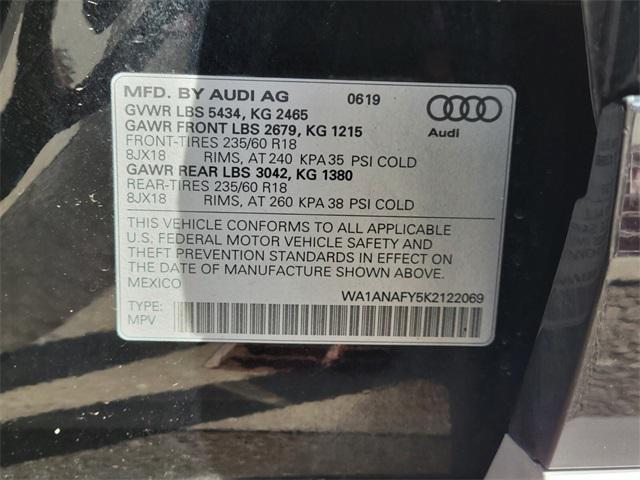 MFD. BY AUDI AG 0619
GVWR LBS 5434, KG 2465
GAWR FRONT LBS 2679, KG 1215
FRONT-TIRES 235/60 R18
8JX18 RIMS, AT 240 KPA 35 PSI COLD
GAWR REAR LBS 3042, KG 1380
REAR-TIRES 235/60 R18
8JX18 RIMS, AT 260 KPA 38 PSI COLD
Audi
THIS VEHICLE CONFORMS TO ALL APPLICABLE
U.S. FEDERAL MOTOR VEHICLE SAFETY AND
THEFT PREVENTION STANDARDS IN EFFECT ON
THE DATE OF MANUFACTURE SHOWN ABOVE.
MEXICO
WA1ANAFY5K2122069
TYPE:
MPV